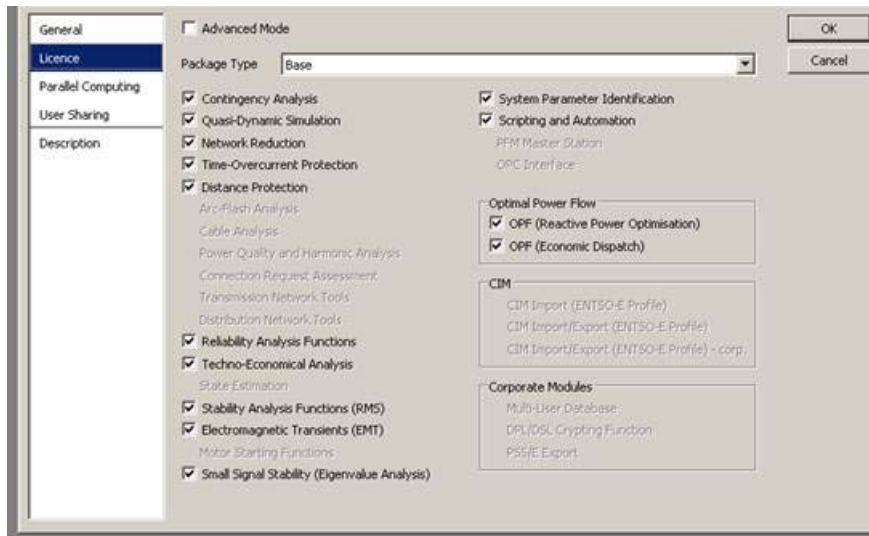 General
Licence
Parallel Computing
User Sharing
Description
Advanced Mode
Package Type Base
Contingency Analysis
Quasi-Dynamic Simulation
Network Reduction
Time-Overcurrent Protection
Distance Protection
Arc-Flash Analysis
Cable Analysis
Power Quality and Harmonic Analysis
Connection Request Assessment
Transmission Network Tools
Distribution Network Tools
Reliability Analysis Functions
Techno-Economical Analysis
State Estimation
Stability Analysis Functions (RMS)
Electromagnetic Transients (EMT)
Motor Starting Functions
Small Signal Stability (Eigenvalue Analysis)
System Parameter Identification
Scripting and Automation
PFM Master Station
OPC Interface
Optimal Power Flow
OPF (Reactive Power Optimisation)
OPF (Economic Dispatch)
CIM
CIM Import (ENTSO-E Profile)
CIM Import/Export (ENTSO-E Profile)
CIM Import/Export (ENTSO-E Profile) - corp.
Corporate Modules
Multi-User Database
DPL/DSL Crypting Function
PSS/E Export
OK
Cancel